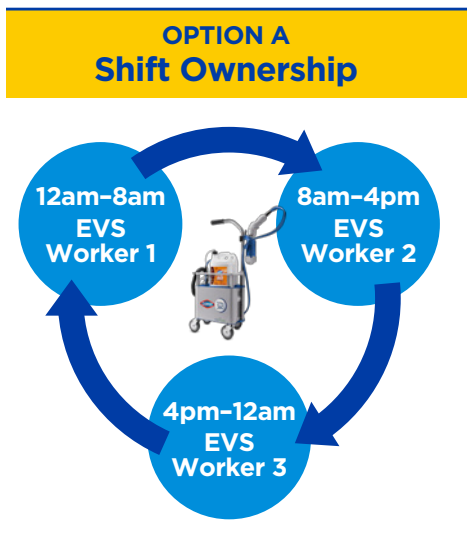 OPTION A
Shift Ownership
12am–8am
EVS
Worker 1
8am–4pm
EVS
Worker 2
4pm–12am
EVS
Worker 3